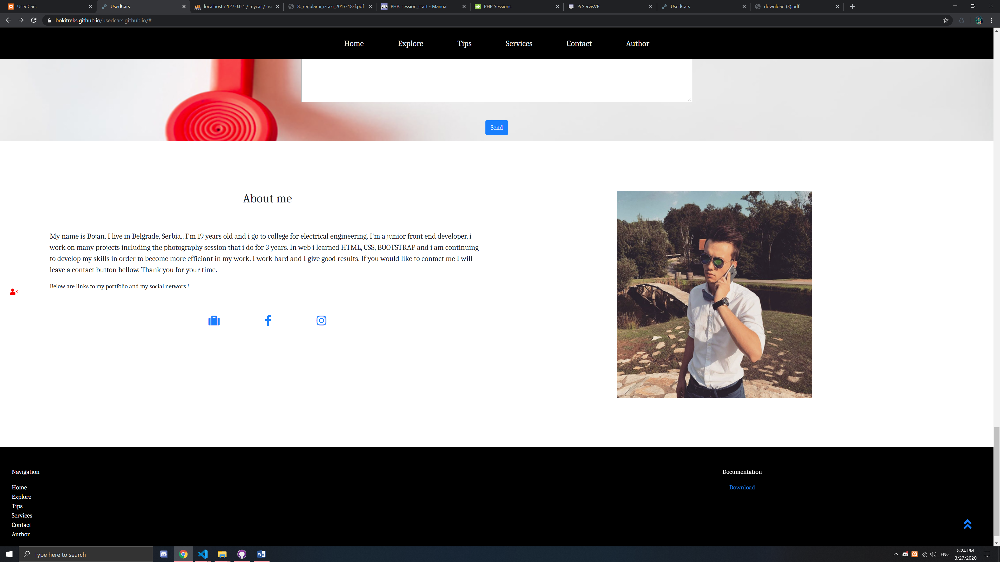 UsedCars
UsedCars
localhost / 127.0.0.1 / mycar / us
8._regularni_izrazi_2017-18-f.pdf
PHP: session_start - Manual
PHP Sessions
PcServisVB
UsedCars
download (3).pdf
bokitreks.github.io/usedcars.github.io/#
Home Explore Tips Services Contact Author
Send
About me
My name is Bojan. I live in Belgrade, Serbia.. I'm 19 years old and i go to college for electrical engineering. I'm a junior front end developer, i
work on many projects including the photography session that i do for 3 years. In web i learned HTML, CSS, BOOTSTRAP and i am continuing
to develop my skills in order to become more efficiant in my work. I work hard and I give good results. If you would like to contact me I will
leave a contact button bellow. Thank you for your time.
Below are links to my portfolio and my social networs !
Navigation
Home
Explore
Tips
Services
Contact
Author
Documentation
Download
Type here to search
ENG
8:24 PM
3/27/2020